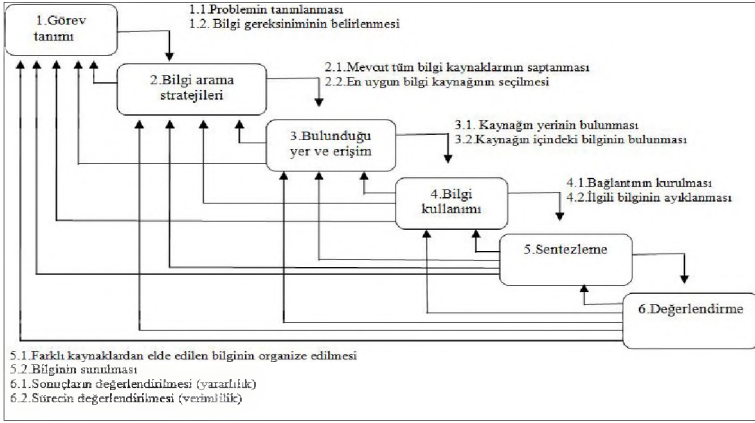 1.Görev
tanımı
1.1.Problemin tanımlanması
1.2. Bilgi gereksiniminin belirlenmesi
2.Bilgi arama
stratejileri
2.1. Mevcut tüm bilgi kaynaklarının saptanması
2.2.En uygun bilgi kaynağının seçilmesi
3.Bulunduğu
yer ve erişim
3.1. Kaynağın yerinin bulunması
3.2.Kaynağın içindeki bilginin bulunması
4.Bilgi
kullanımı
4.1.Bağlantının kurulması
4.2.İlgili bilginin ayıklanması
5.Sentezleme
6.Değerlendirme
5.1.Farklı kaynaklardan elde edilen bilginin organize edilmesi
5.2.Bilginin sunulması
6.1.Sonuçların değerlendirilmesi (yararlılık)
6.2.Sürecin değerlendirilmesi (verimlilik)